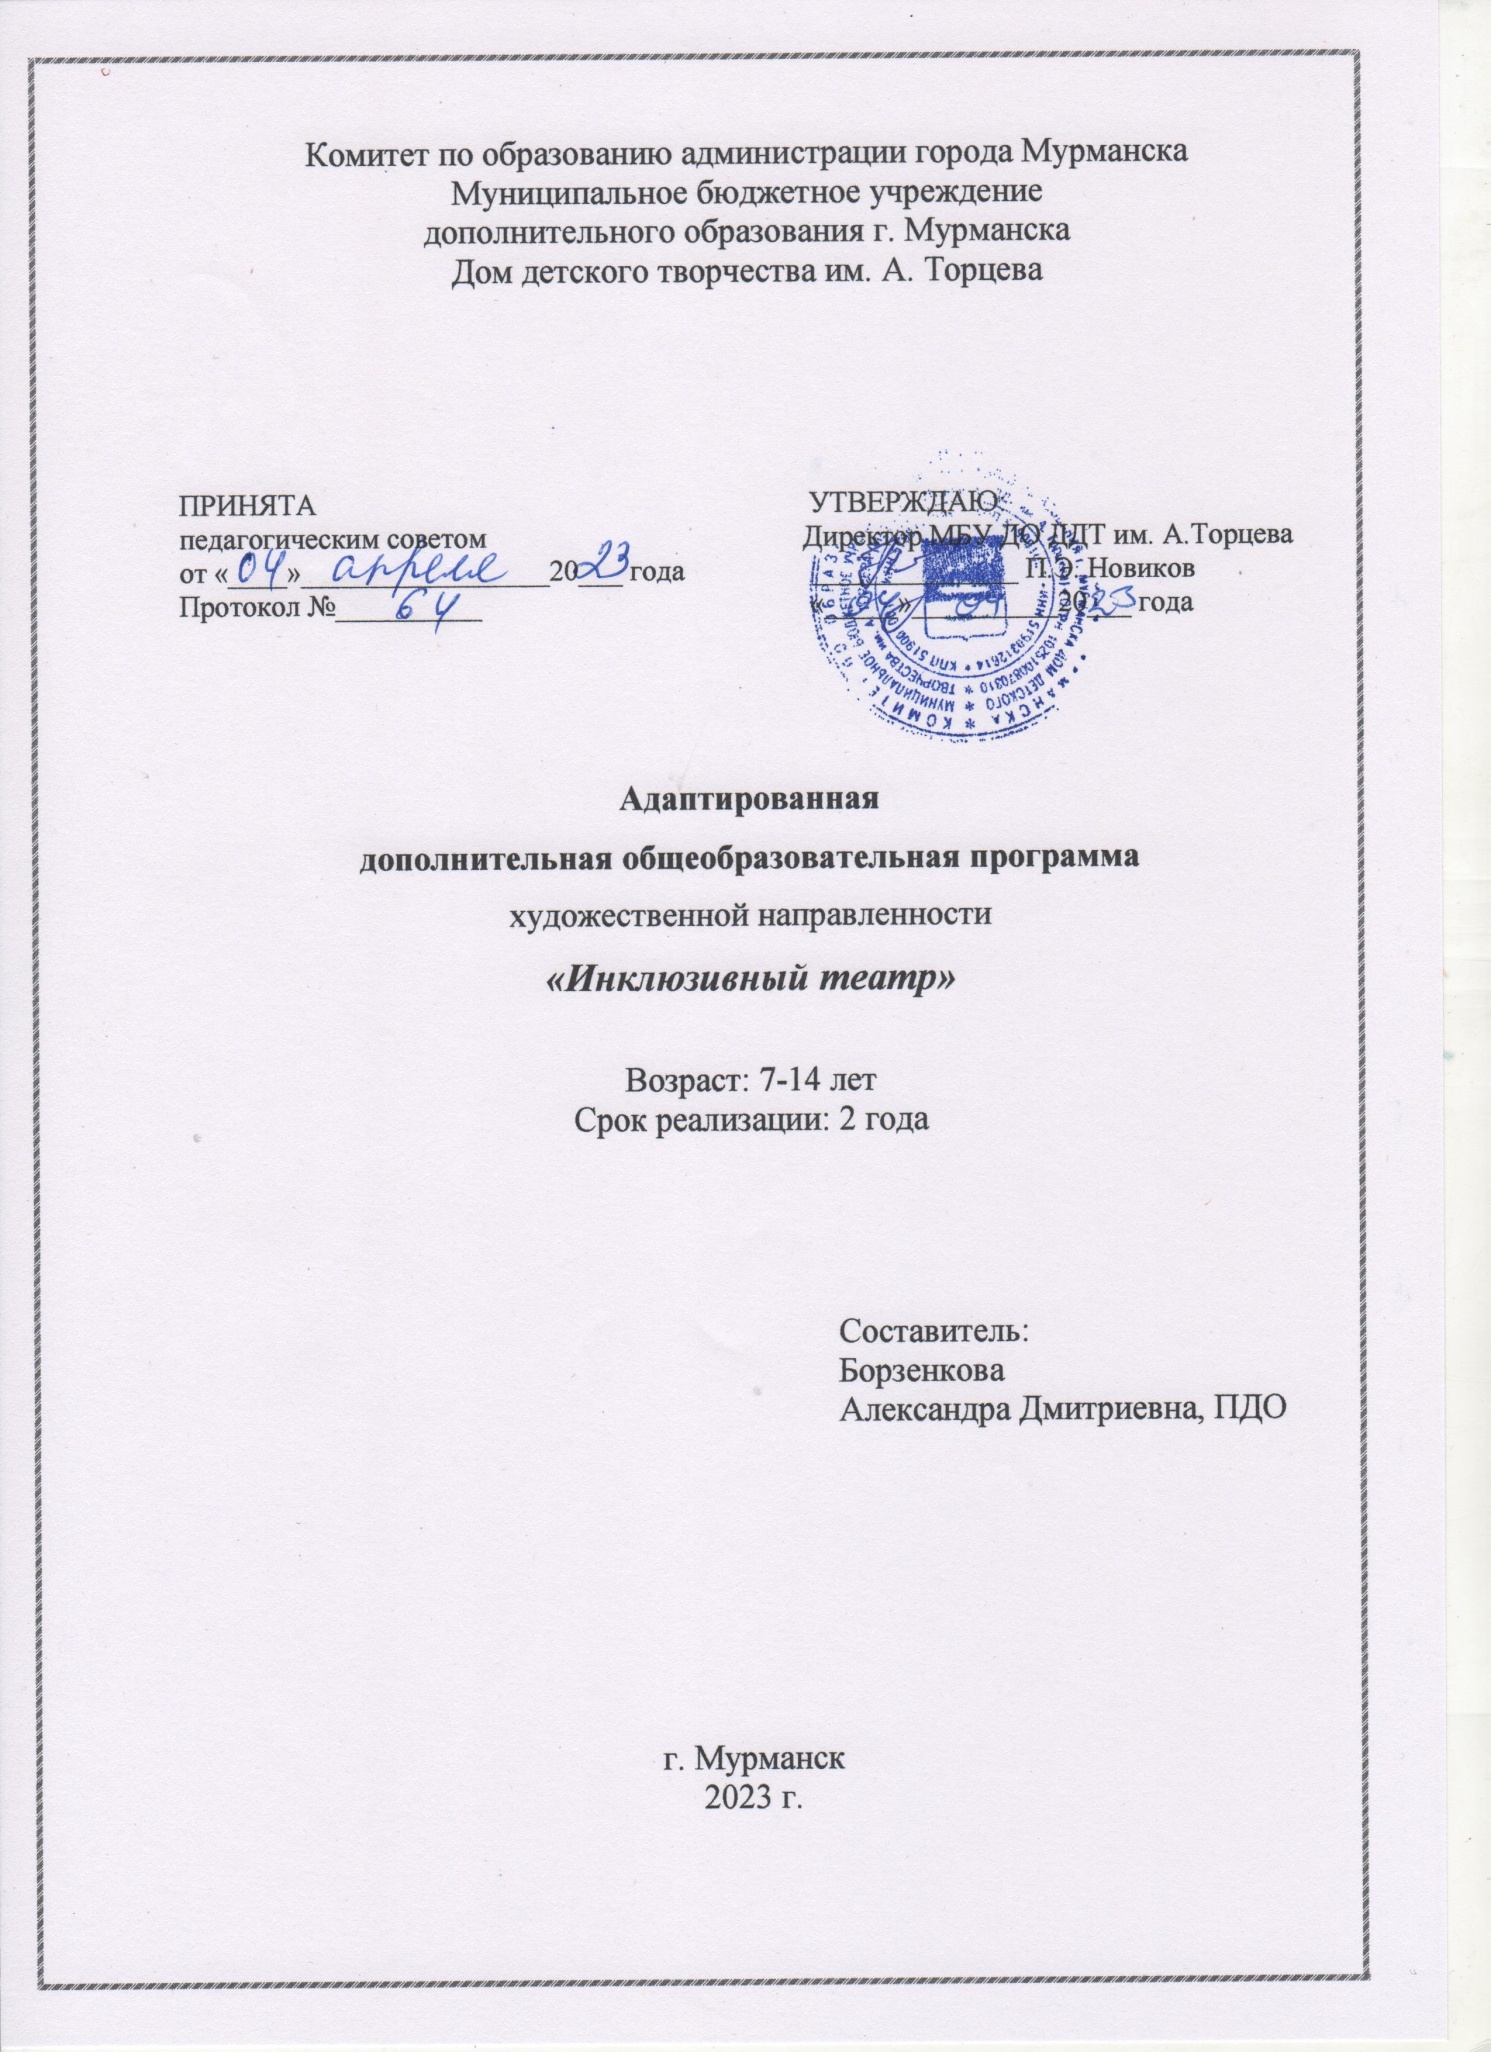 Комитет по образованию администрации города Мурманска
Муниципальное бюджетное учреждение
дополнительного образования г. Мурманска
Дом детского творчества им. А. Торцева
ПРИНЯТА
педагогическим советом
от «04» апреля 2023 года
Протокол № 64
УТВЕРЖДАЮ
Директор МБУ ДО ДДТ им. А.Торцева
П.Э. Новиков
«04» 04 2023 года
Адаптированная
дополнительная общеобразовательная программа
художественной направленности
«Инклюзивный театр»
Возраст: 7-14 лет
Срок реализации: 2 года
Составитель:
Борзенкова
Александра Дмитриевна, ПДО
г. Мурманск
2023 г.